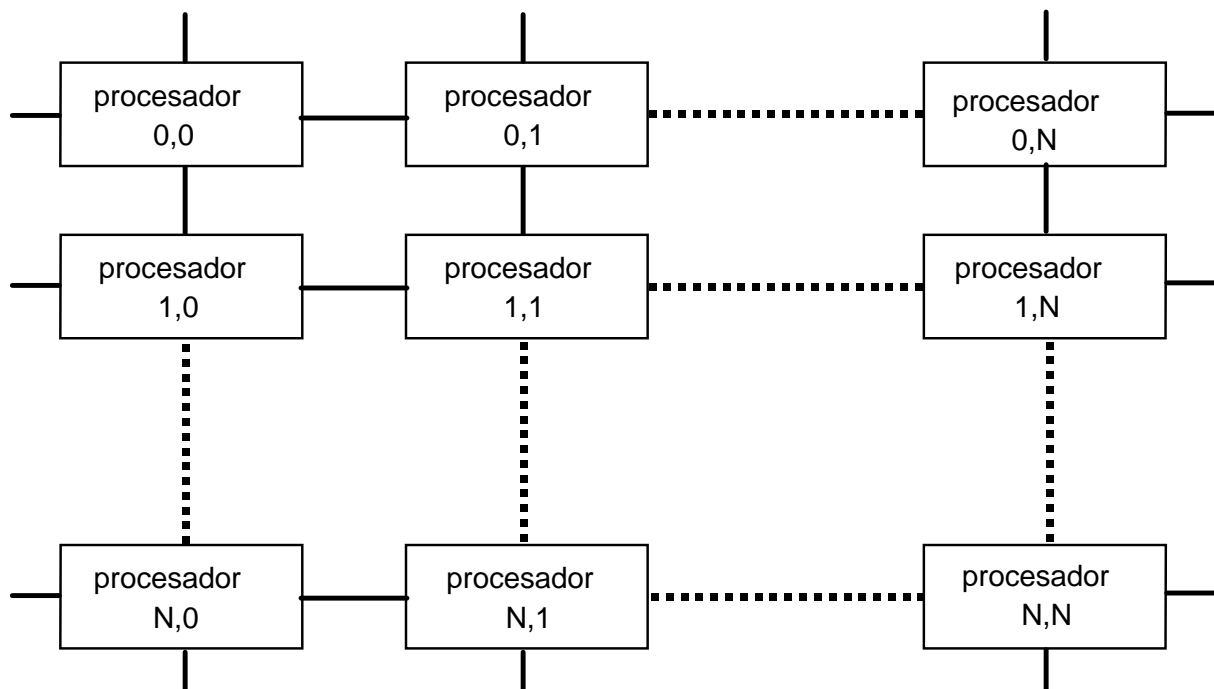 procesador
0,0
procesador
0,1
procesador
0,N
procesador
1,0
procesador
1,1
procesador
1,N
procesador
N,0
procesador
N,1
procesador
N,N